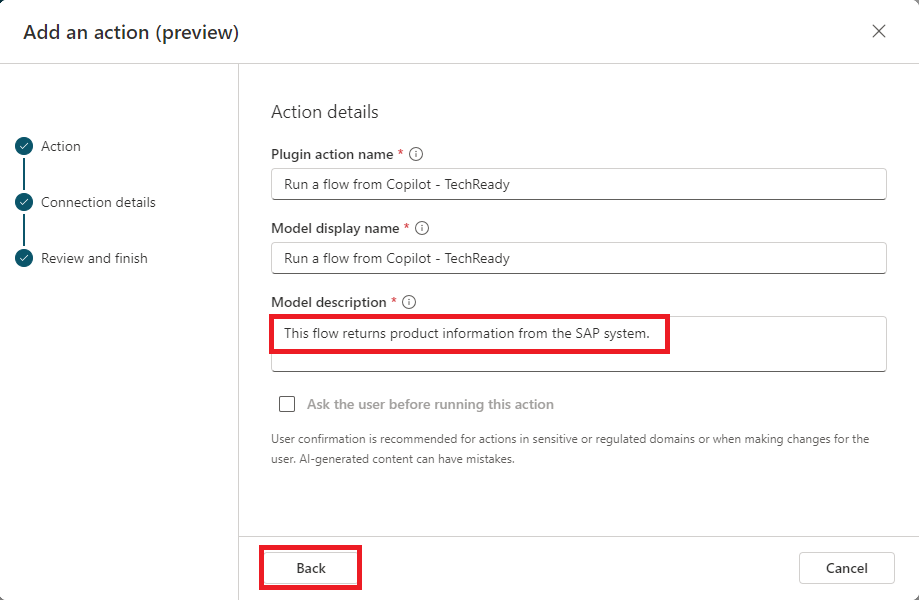 Add an action (preview)
Action
Connection details
Review and finish
Action details
Plugin action name *
Run a flow from Copilot - TechReady
Model display name *
Run a flow from Copilot - TechReady
Model description *
This flow returns product information from the SAP system.
Ask the user before running this action
User confirmation is recommended for actions in sensitive or regulated domains or when making changes for the
user. AI-generated content can have mistakes.
Back
Cancel